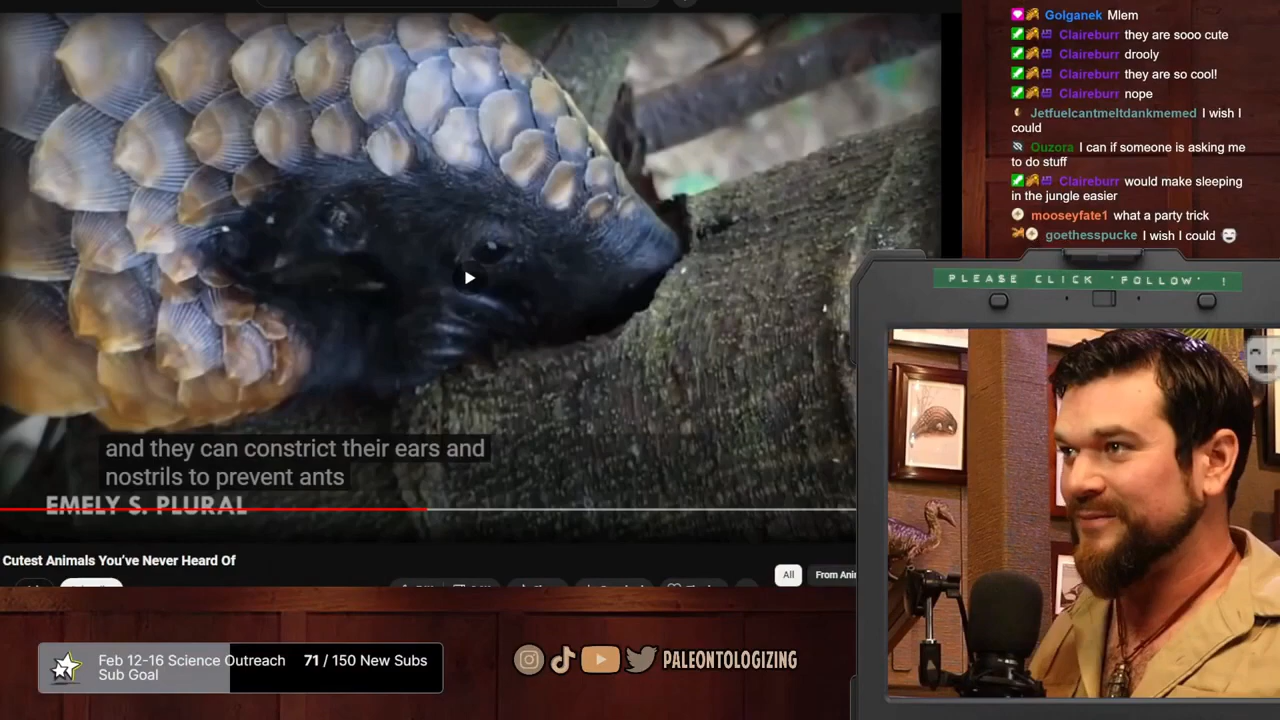 Golganek Mlem
Claireburr they are sooo cute
Claireburr drooly
Claireburr they are so cool!
Claireburr nope
Jetfuelcantmeltdankmemed I wish I
could
Ouzora I can if someone is asking me
to do stuff
Claireburr would make sleeping
in the jungle easier
mooseyfate1 what a party trick
goethesspucke I wish I could
PLEASE CLICK 'FOLLOW' !
and they can constrict their ears and
nostrils to prevent ants
EMELY S. PLURAL
Cutest Animals You've Never Heard Of
All
Feb 12-16 Science Outreach 71 / 150 New Subs
Sub Goal
PALEONTOLOGIZING